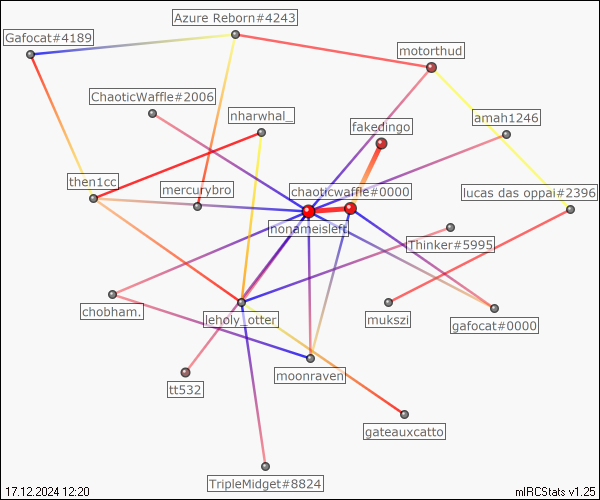 Azure Reborn#4243
Gafocat#4189
motorthud
ChaoticWaffle#2006
nharwhal_
amah1246
fakedingo
then1cc
mercurybro
chaoticwaffle#0000
lucas das oppai#2396
nonameisleft
Thinker#5995
chobham.
leholy_otter
mukszi
gafocat#0000
moonraven
tt532
gateauxcatto
TripleMidget#8824
17.12.2024 12:20
mIRCStats v1.25